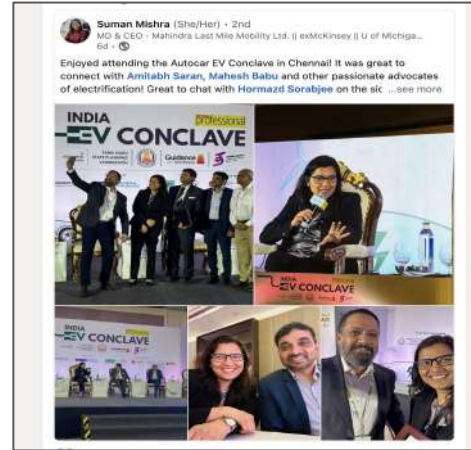 Suman Mishra (She/Her) • 2nd
MD & CEO - Mahindra Last Mile Mobility Ltd. || exMcKinsey || U of Michiga...
6d •
Enjoyed attending the Autocar EV Conclave in Chennai! It was great to
connect with Amitabh Saran, Mahesh Babu and other passionate advocates
of electrification! Great to chat with Hormazd Sorabjee on the sic ...see more
professional
INDIA
EV CONCLAVE
Guidance
INDIA
EV CONCLAVE
INDIA
EV CONCLAVE